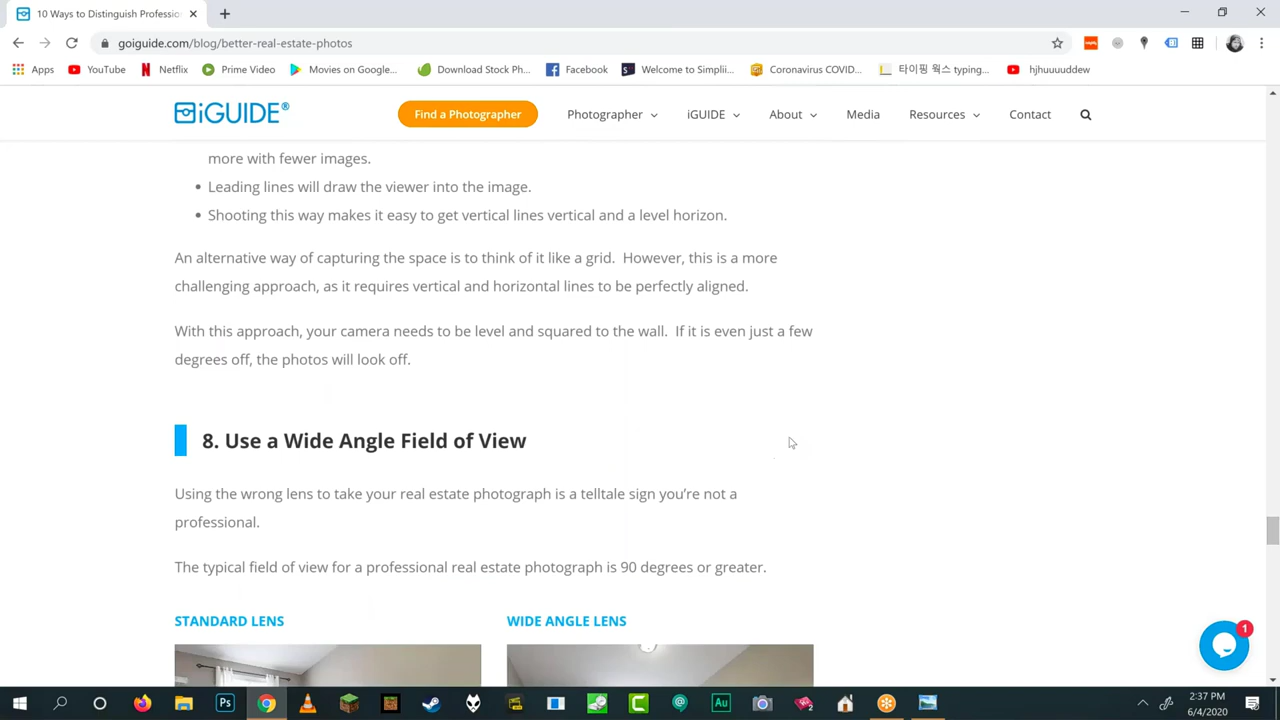 10 Ways to Distinguish Professio
goiguide.com/blog/better-real-estate-photos
Apps
YouTube
Netflix
Prime Video
Movies on Google...
Download Stock Ph...
Facebook
Welcome to Simplii...
Coronavirus COVID...
타이핑 웍스 typing...
hjhuuuuddew
iGUIDE®
Find a Photographer
Photographer
iGUIDE
About
Media
Resources
Contact
more with fewer images.
• Leading lines will draw the viewer into the image.
• Shooting this way makes it easy to get vertical lines vertical and a level horizon.
An alternative way of capturing the space is to think of it like a grid. However, this is a more
challenging approach, as it requires vertical and horizontal lines to be perfectly aligned.
With this approach, your camera needs to be level and squared to the wall. If it is even just a few
degrees off, the photos will look off.
8. Use a Wide Angle Field of View
Using the wrong lens to take your real estate photograph is a telltale sign you're not a
professional.
The typical field of view for a professional real estate photograph is 90 degrees or greater.
STANDARD LENS
WIDE ANGLE LENS
1
Ps
Au
2:37 PM
6/4/2020